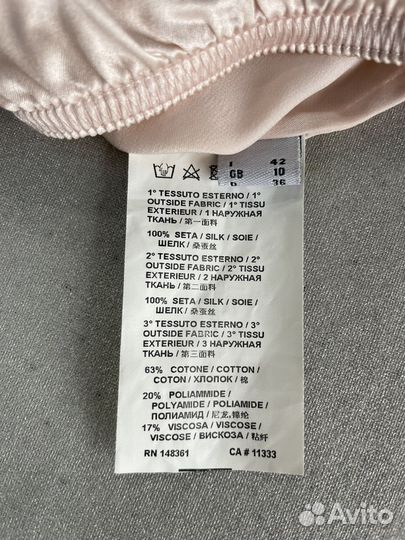 I 42
GB 10
D 36
1° TESSUTO ESTERNO / 1°
OUTSIDE FABRIC / 1° TISSU
EXTERIEUR / 1 НАРУЖНАЯ
ТКАНЬ / 第一面料
100% SETA / SILK / SOIE /
ШЕЛК / 桑蚕丝
2° TESSUTO ESTERNO / 2°
OUTSIDE FABRIC / 2° TISSU
EXTERIEUR / 2 НАРУЖНАЯ
ТКАНЬ / 第二面料
100% SETA / SILK / SOIE /
ШЕЛК / 桑蚕丝
3° TESSUTO ESTERNO / 3°
OUTSIDE FABRIC / 3° TISSU
EXTERIEUR / 3 НАРУЖНАЯ
ТКАНЬ / 第三面料
63% COTONE / COTTON /
COTON / ХЛОПОК / 棉
20% POLIAMMIDE /
POLYAMIDE / POLIAMIDE /
ПОЛИАМИД / 尼龙,锦纶
17% VISCOSA / VISCOSE /
VISCOSE / ВИСКОЗА / 粘纤
RN 148361 CA # 11333
Avito